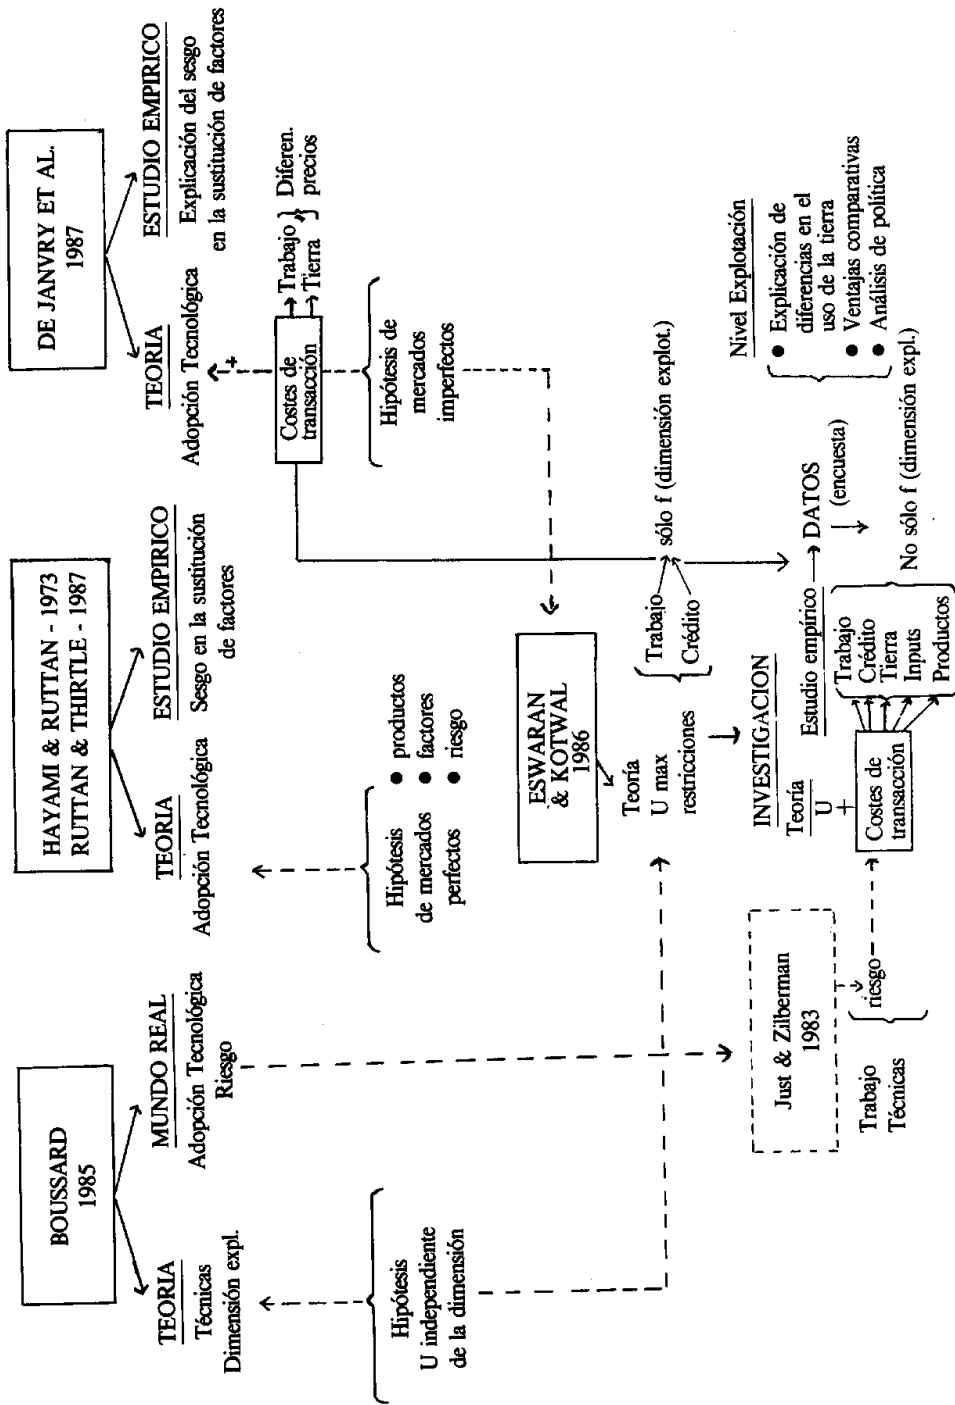 BOUSSARD
1985
TEORIA
Técnicas
Dimensión expl.
MUNDO REAL
Adopción Tecnológica
Riesgo
Hipótesis
U independiente
de la dimensión
HAYAMI & RUTTAN - 1973
RUTTAN & THIRTLE - 1987
TEORIA
Adopción Tecnológica
ESTUDIO EMPIRICO
Sesgo en la sustitución
de factores
Hipótesis
de mercados
perfectos
● productos
● factores
● riesgo
DE JANVRY ET AL.
1987
TEORIA
Adopción Tecnológica
ESTUDIO EMPIRICO
Explicación del sesgo
en la sustitución de factores
+
Costes de
transacción
Trabajo
Tierra
Diferen.
precios
Hipótesis de
mercados
imperfectos
ESWARAN
& KOTWAL
1986
Teoría
U max
restricciones
Trabajo
Crédito
sólo f (dimensión explot.)
Just & Zilberman
1983
Trabajo
Técnicas
riesgo
INVESTIGACION
Teoría
U
+
Costes de
transacción
Estudio empírico
Trabajo
Crédito
Tierra
Inputs
Productos
DATOS
(encuesta)
No sólo f (dimensión expl.)
Nivel Explotación
● Explicación de
diferencias en el
uso de la tierra
● Ventajas comparativas
● Análisis de política